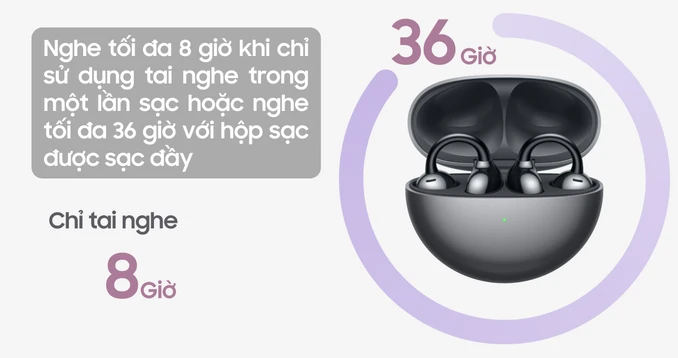 Nghe tối đa 8 giờ khi chỉ
sử dụng tai nghe trong
một lần sạc hoặc nghe
tối đa 36 giờ với hộp sạc
được sạc đầy
36 Giờ
Chỉ tai nghe
8 Giờ